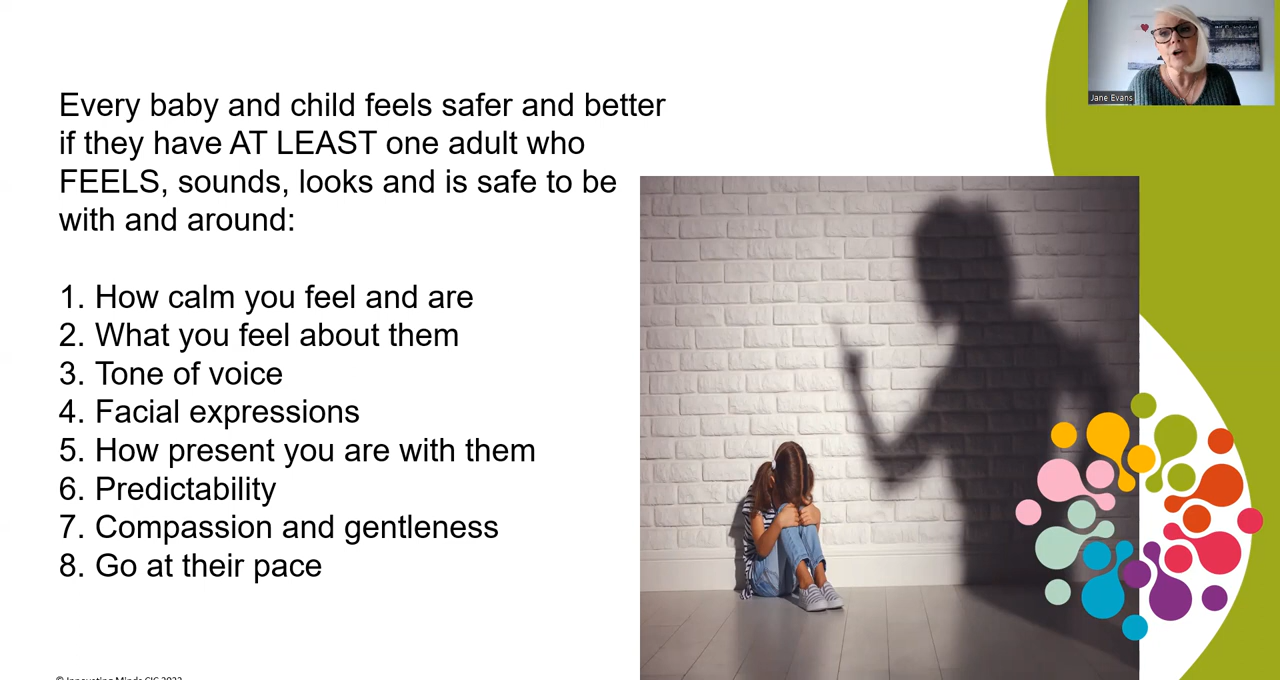 Every baby and child feels safer and better
if they have AT LEAST one adult who
FEELS, sounds, looks and is safe to be
with and around:
1. How calm you feel and are
2. What you feel about them
3. Tone of voice
4. Facial expressions
5. How present you are with them
6. Predictability
7. Compassion and gentleness
8. Go at their pace
Jane Evans